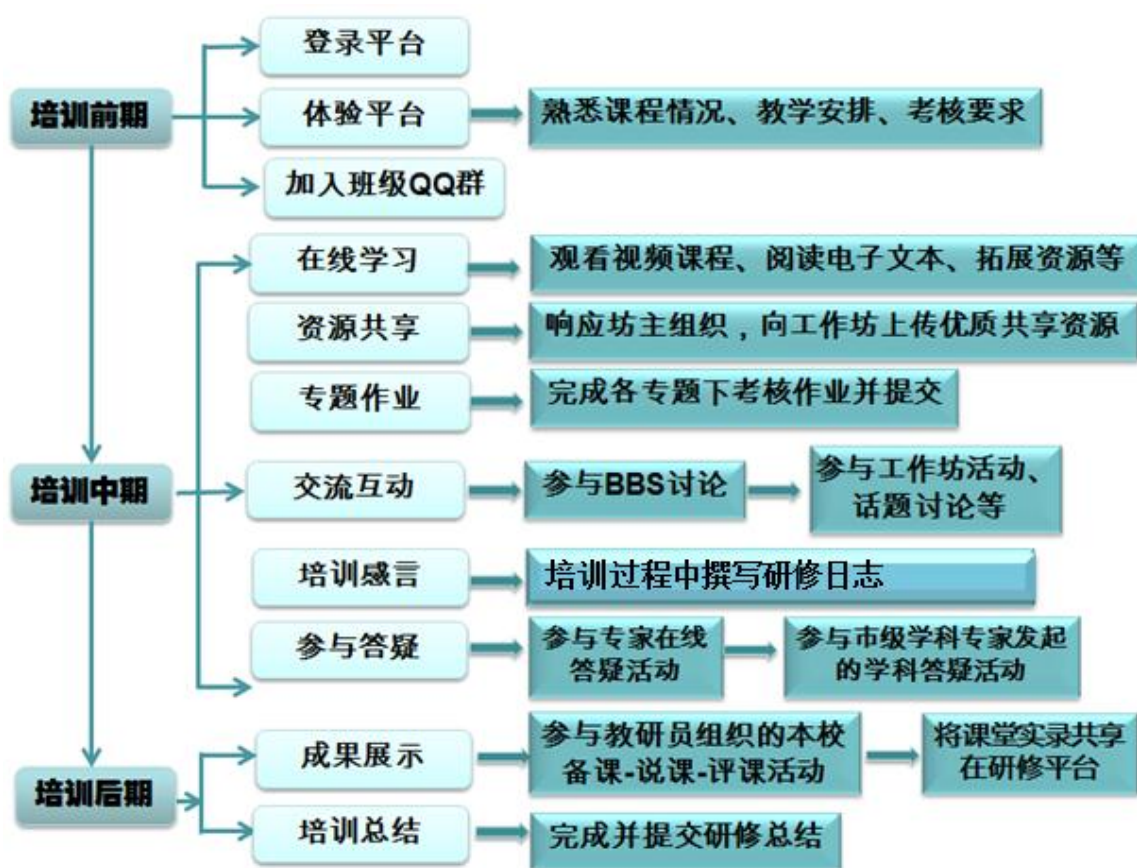 培训前期
登录平台
体验平台
熟悉课程情况、教学安排、考核要求
加入班级QQ群
培训中期
在线学习
观看视频课程、阅读电子文本、拓展资源等
资源共享
响应坊主组织，向工作坊上传优质共享资源
专题作业
完成各专题下考核作业并提交
交流互动
参与BBS讨论
参与工作坊活动、
话题讨论等
培训感言
培训过程中撰写研修日志
参与答疑
参与专家在线
答疑活动
参与市级学科专家发起
的学科答疑活动
培训后期
成果展示
参与教研员组织的本校
备课-说课-评课活动
将课堂实录共享
在研修平台
培训总结
完成并提交研修总结